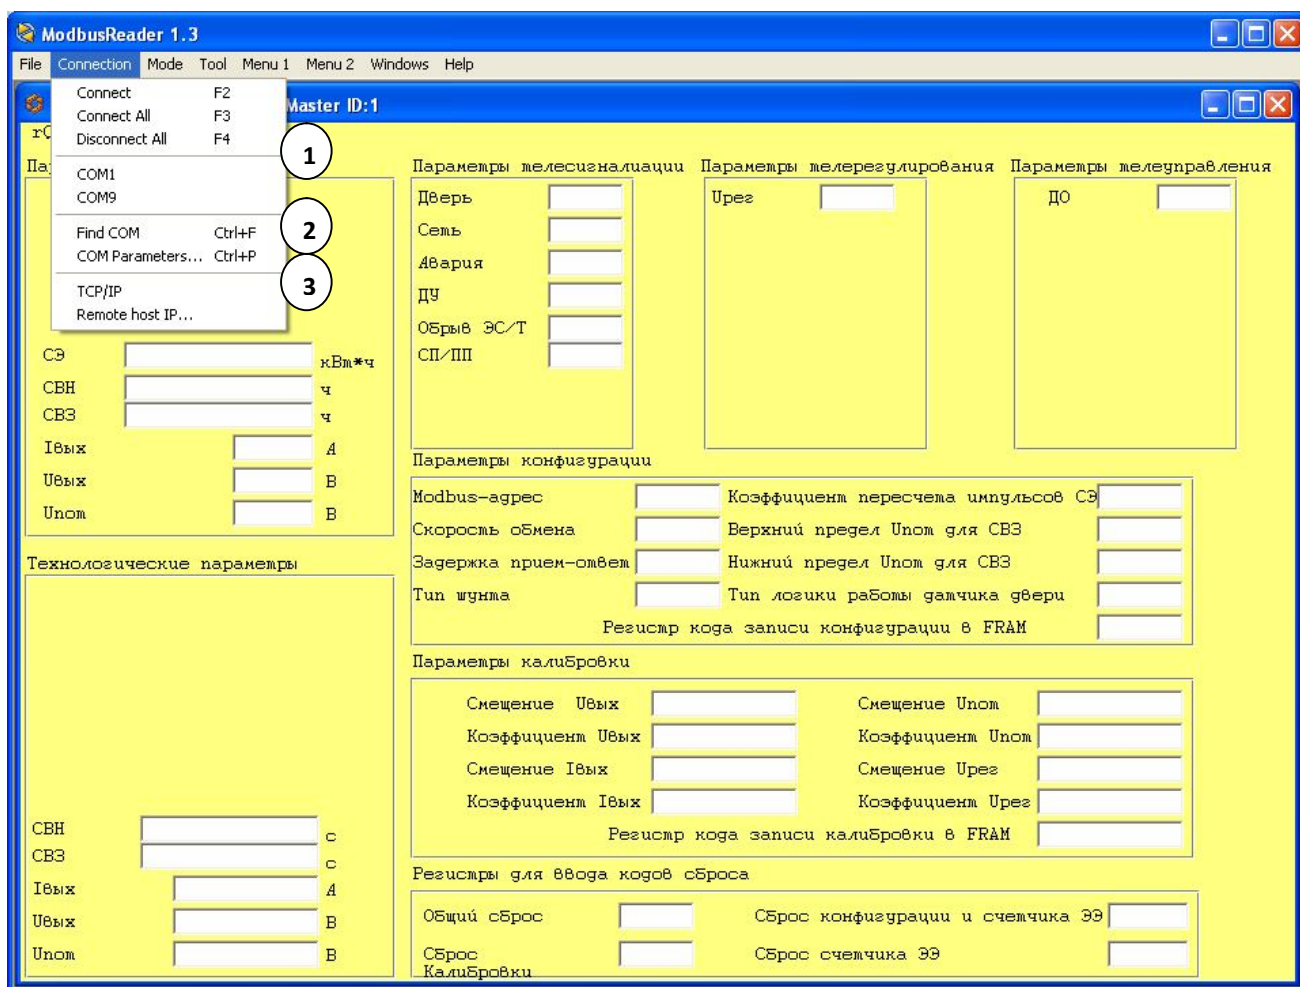 ModbusReader 1.3
File Connection Mode Tool Menu 1 Menu 2 Windows Help
Connect F2
Connect All F3
Disconnect All F4
COM1
COM9
Find COM Ctrl+F
COM Parameters... Ctrl+P
TCP/IP
Remote host IP...
1
2
3
Master ID:1
СЭ кВт*ч
СВН ч
СВЗ ч
Iвых А
Uвых В
Uпот В
Технологические параметры
СВН с
СВЗ с
Iвых А
Uвых В
Uпот В
Параметры телесигналиации
Дверь
Сеть
Авария
ДУ
Обрыв ЭС/Т
СП/ПП
Параметры телерегулирования
Uрег
Параметры телеуправления
ДО
Параметры конфигурации
Modbus-адрес Коэффициент пересчета импульсов СЭ
Скорость обмена Верхний предел Uпот для СВЗ
Задержка прием-ответ Нижний предел Uпот для СВЗ
Тип шунта Тип логики работы датчика двери
Регистр кода записи конфигурации в FRAM
Параметры калибровки
Смещение Uвых Смещение Uпот
Коэффициент Uвых Коэффициент Uпот
Смещение Iвых Смещение Uрег
Коэффициент Iвых Коэффициент Uрег
Регистр кода записи калибровки в FRAM
Регистры для ввода кодов сброса
Общий сброс Сброс конфигурации и счетчика ЭЭ
Сброс Сброс счетчика ЭЭ
Калибровки